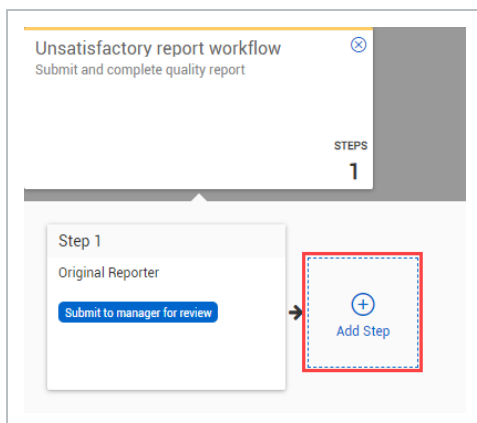 Unsatisfactory report workflow
Submit and complete quality report
STEPS
1
Step 1
Original Reporter
Submit to manager for review
Add Step